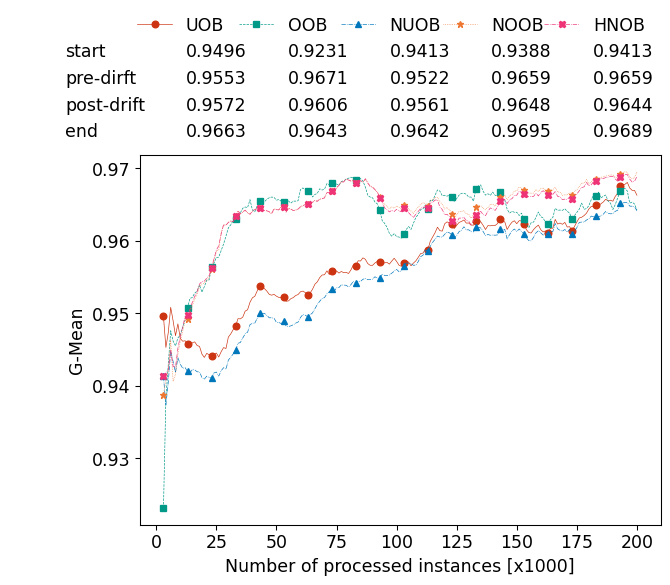 UOB OOB NUOB NOOB HNOB
start 0.9496 0.9231 0.9413 0.9388 0.9413
pre-dirft 0.9553 0.9671 0.9522 0.9659 0.9659
post-drift 0.9572 0.9606 0.9561 0.9648 0.9644
end 0.9663 0.9643 0.9642 0.9695 0.9689
0.97
0.96
0.95
0.94
0.93
G-Mean
0 25 50 75 100 125 150 175 200
Number of processed instances [x1000]